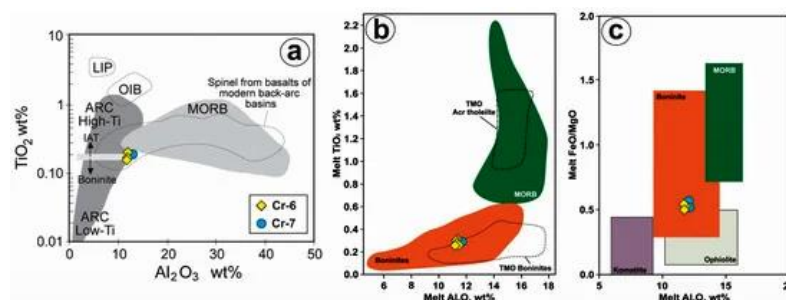 a
TiO₂ wt%
10
1
0.10
0.01
LIP
OIB
ARC
High-Ti
IAT
Boninite
ARC
Low-Ti
MORB
Spinel from basalts of
modern back-arc
basins
Cr-6
Cr-7
0
10
20
30
40
50
Al₂O₃ wt%
b
Melt TiO₂ wt%
2.2
2.0
1.8
1.6
1.4
1.2
1.0
0.8
0.6
0.4
0.2
0.0
TMO
Acr tholeiite
MORB
Boninites
TMO Boninites
6
8
10
12
14
16
18
c
Melt FeO/MgO
2.0
1.5
1.0
0.5
0.0
Boninite
MORB
Komatiite
Ophiolite
5
10
15